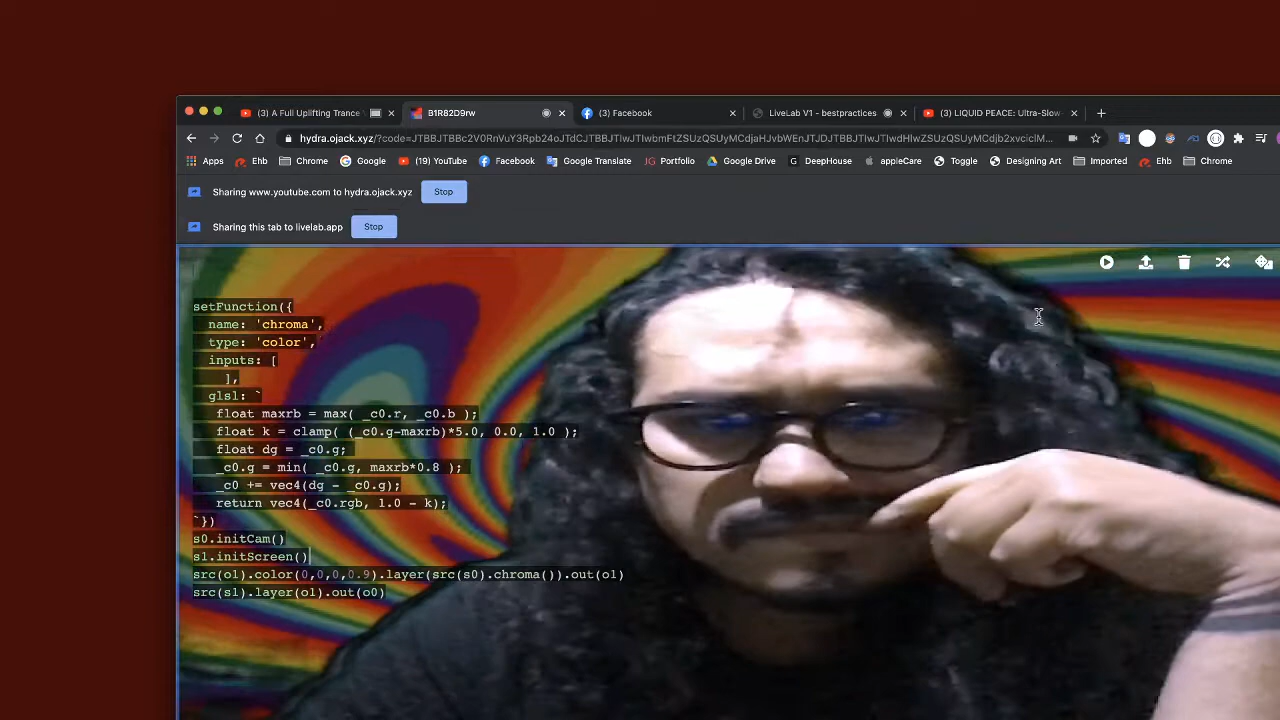 (3) A Full Uplifting Trance
B1R82D9rw
(3) Facebook
LiveLab V1 - bestpractices
(3) LIQUID PEACE: Ultra-Slow
Apps
Ehb
Chrome
Google
(19) YouTube
Facebook
Google Translate
JG Portfolio
Google Drive
G DeepHouse
appleCare
Toggle
Designing Art
Imported
Ehb
Chrome
Sharing www.youtube.com to hydra.ojack.xyz Stop
Sharing this tab to livelab.app Stop
setFunction({
name: 'chroma',
type: 'color',
inputs: [
],
glsl: `
float maxrb = max( _c0.r, _c0.b );
float k = clamp( (_c0.g-maxrb)*5.0, 0.0, 1.0 );
float dg = _c0.g;
_c0.g = min( _c0.g, maxrb*0.8 );
_c0 += vec4(dg - _c0.g);
return vec4(_c0.rgb, 1.0 - k);
`})
s0.initCam()
s1.initScreen()
src(o1).color(0,0,0,0.9).layer(src(s0).chroma()).out(o1)
src(s1).layer(o1).out(o0)